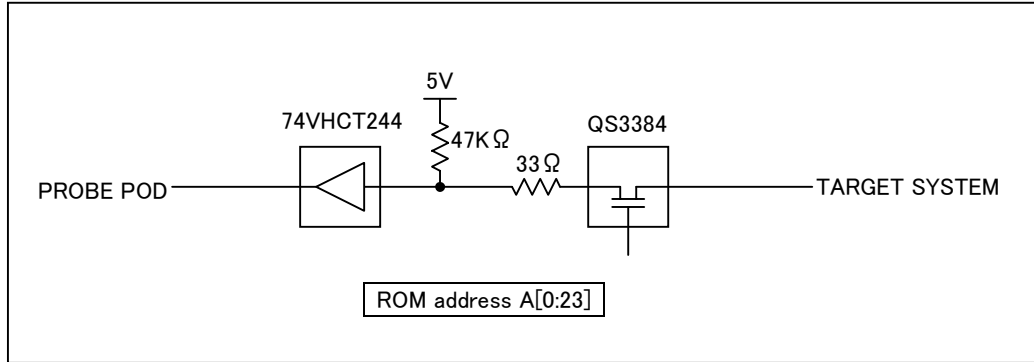 5V
74VHCT244
47KΩ
QS3384
33Ω
PROBE POD
TARGET SYSTEM
ROM address A[0:23]